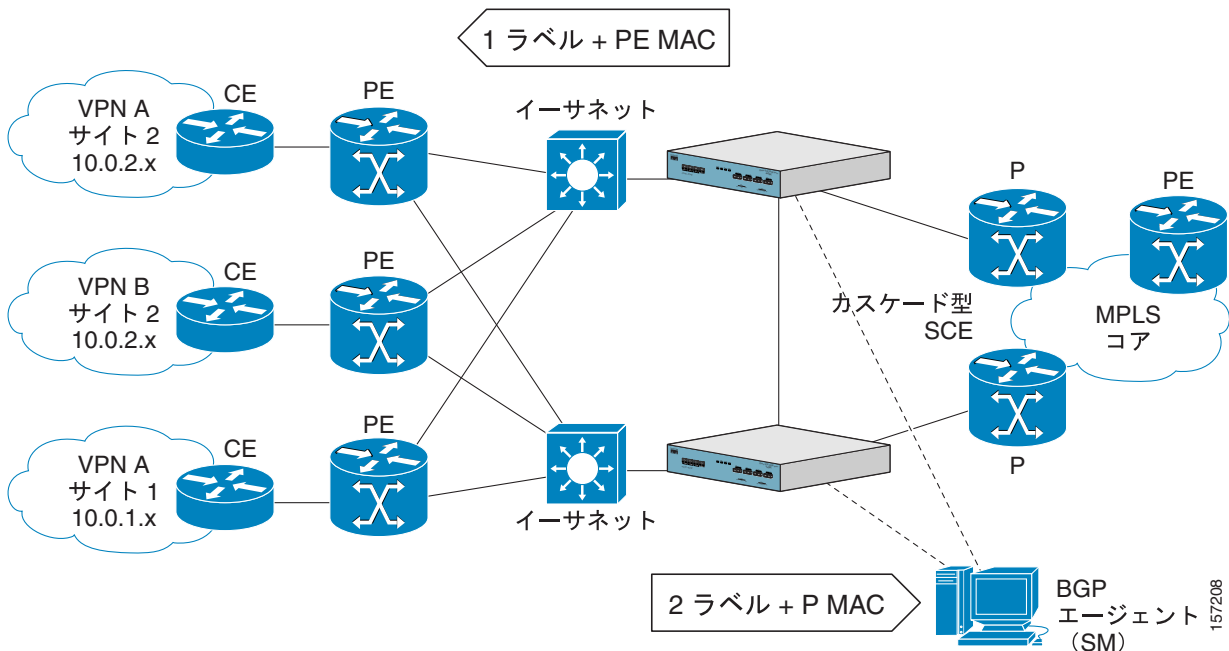 1 ラベル + PE MAC
VPN A
サイト 2
10.0.2.x
CE
PE
イーサネット
P
PE
VPN B
サイト 2
10.0.2.x
CE
PE
カスケード型
SCE
MPLS
コア
VPN A
サイト 1
10.0.1.x
CE
PE
イーサネット
P
2 ラベル + P MAC
BGP
エージェント
（SM）
157208